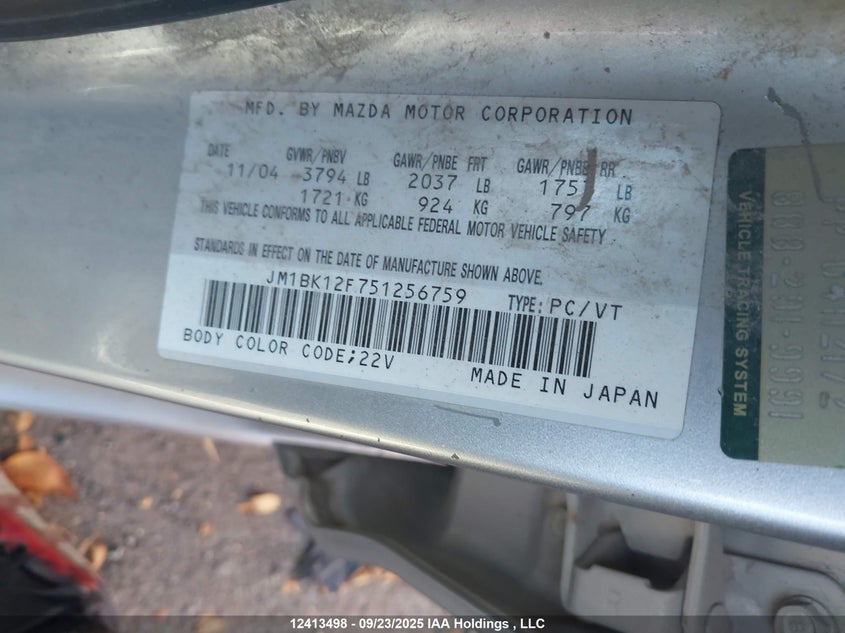 MFD. BY MAZDA MOTOR CORPORATION
DATE GVWR/PNBV GAWR/PNBE FRT GAWR/PNBE RR
11/04 3794 LB 2037 LB LB
1721 KG 924 KG 797 KG
THIS VEHICLE CONFORMS TO ALL APPLICABLE FEDERAL MOTOR VEHICLE SAFETY
STANDARDS IN EFFECT ON THE DATE OF MANUFACTURE SHOWN ABOVE.
JM1BK12F751256759 TYPE: PC/VT
BODY COLOR CODE;22V
MADE IN JAPAN
VEHICLE TRACING SYSTEM
12413498 - 09/23/2025 IAA Holdings , LLC